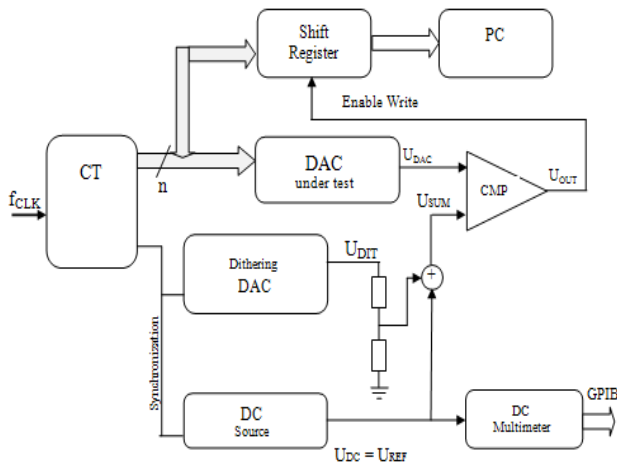 Shift
Register
PC
Enable Write
CT
n
DAC
under test
U_DAC
CMP
U_OUT
f_CLK
U_SUM
Dithering
DAC
U_DIT
+
Synchronization
DC
Source
U_DC = U_REF
DC
Multimeter
GPIB